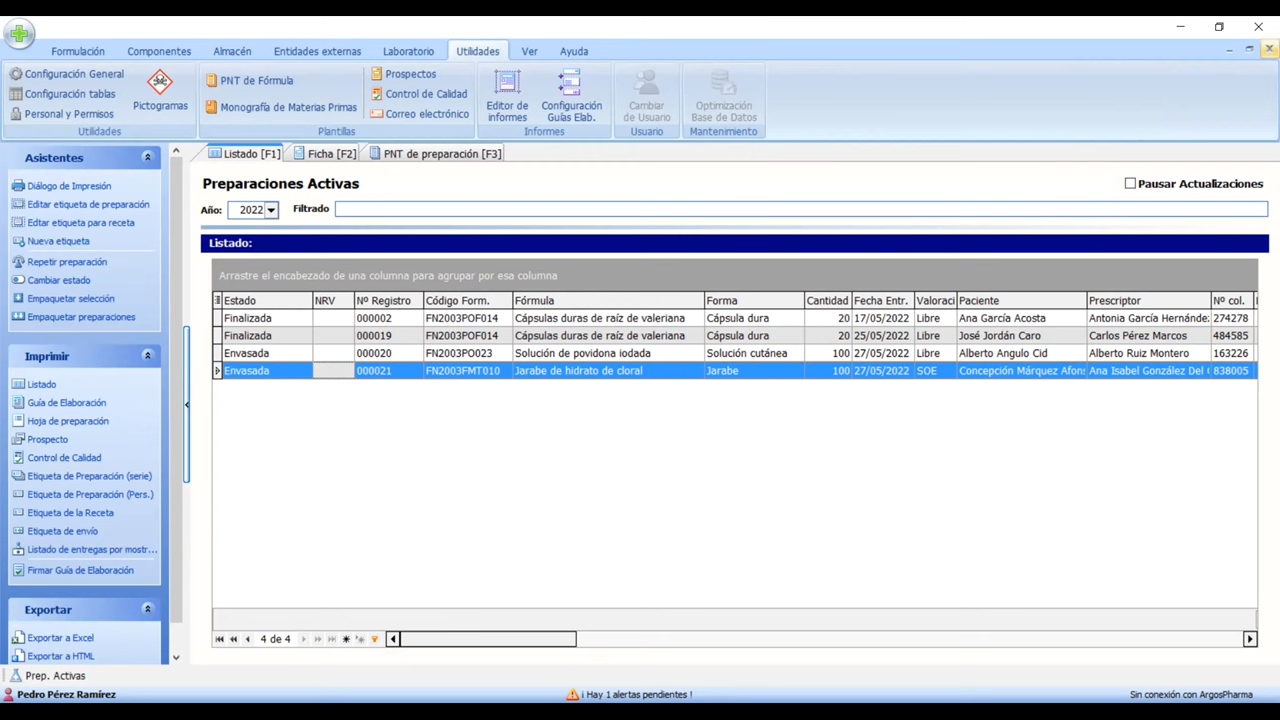 Formulación Componentes Almacén Entidades externas Laboratorio Utilidades Ver Ayuda
Configuración General
Configuración tablas
Personal y Permisos
Pictogramas
Utilidades
PNT de Fórmula
Monografía de Materias Primas
Prospectos
Control de Calidad
Correo electrónico
Plantillas
Editor de informes
Configuración Guías Elab.
Informes
Cambiar de Usuario
Usuario
Optimización Base de Datos
Mantenimiento
Asistentes
Diálogo de Impresión
Editar etiqueta de preparación
Edtar etiqueta para receta
Nueva etiqueta
Repetir preparación
Cambiar estado
Empaquetar selección
Empaquetar preparaciones
Imprimir
Listado
Guía de Elaboración
Hoja de preparación
Prospecto
Control de Calidad
Etiqueta de Preparación (serie)
Etiqueta de Preparación (Pers.)
Etiqueta de la Receta
Etiqueta de envío
Listado de entregas por mostr...
Firmar Guía de Elaboración
Exportar
Exportar a Excel
Exportar a HTML
Listado [F1] Ficha [F2] PNT de preparación [F3]
Preparaciones Activas
Pausar Actualizaciones
Año: 2022 Filtrado
Listado:
Arrastre el encabezado de una columna para agrupar por esa columna
Estado NRV Nº Registro Código Form. Fórmula Forma Cantidad Fecha Entr. Valoraci Paciente Prescriptor Nº col.
Finalizada 000002 FN2003POF014 Cápsulas duras de raíz de valeriana Cápsula dura 20 17/05/2022 Libre Ana García Acosta Antonia García Hernánde 274278
Finalizada 000019 FN2003POF014 Cápsulas duras de raíz de valeriana Cápsula dura 20 25/05/2022 Libre José Jordán Caro Carlos Pérez Marcos 484585
Envasada 000020 FN2003PO023 Solución de povidona iodada Solución cutánea 100 27/05/2022 Libre Alberto Angulo Cid Alberto Ruiz Montero 163226
Envasada 000021 FN2003FMT010 Jarabe de hidrato de cloral Jarabe 100 27/05/2022 SOE Concepción Márquez Afons Ana Isabel González Del 838005
4 de 4
Prep. Activas
Pedro Pérez Ramírez
¡ Hay 1 alertas pendientes !
Sin conexión con ArgosPharma